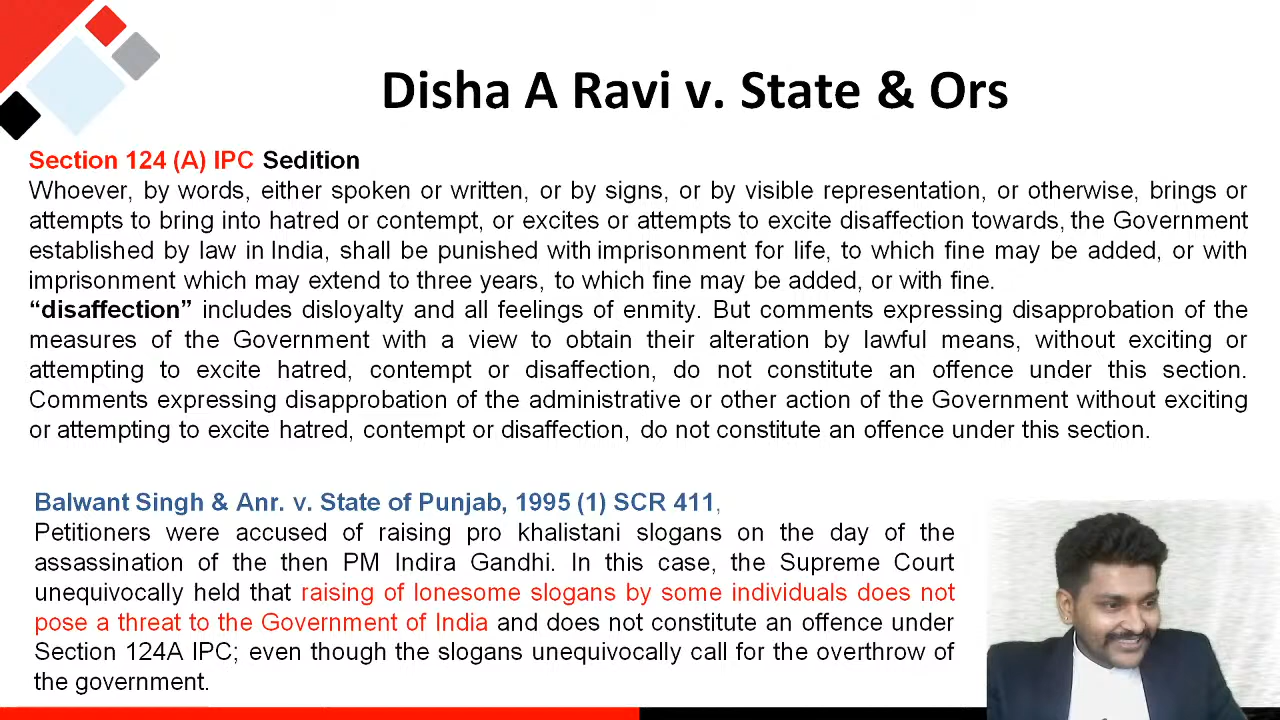 Disha A Ravi v. State & Ors
Section 124 (A) IPC Sedition
Whoever, by words, either spoken or written, or by signs, or by visible representation, or otherwise, brings or
attempts to bring into hatred or contempt, or excites or attempts to excite disaffection towards, the Government
established by law in India, shall be punished with imprisonment for life, to which fine may be added, or with
imprisonment which may extend to three years, to which fine may be added, or with fine.
“disaffection” includes disloyalty and all feelings of enmity. But comments expressing disapprobation of the
measures of the Government with a view to obtain their alteration by lawful means, without exciting or
attempting to excite hatred, contempt or disaffection, do not constitute an offence under this section.
Comments expressing disapprobation of the administrative or other action of the Government without exciting
or attempting to excite hatred, contempt or disaffection, do not constitute an offence under this section.
Balwant Singh & Anr. v. State of Punjab, 1995 (1) SCR 411,
Petitioners were accused of raising pro khalistani slogans on the day of the
assassination of the then PM Indira Gandhi. In this case, the Supreme Court
unequivocally held that raising of lonesome slogans by some individuals does not
pose a threat to the Government of India and does not constitute an offence under
Section 124A IPC; even though the slogans unequivocally call for the overthrow of
the government.